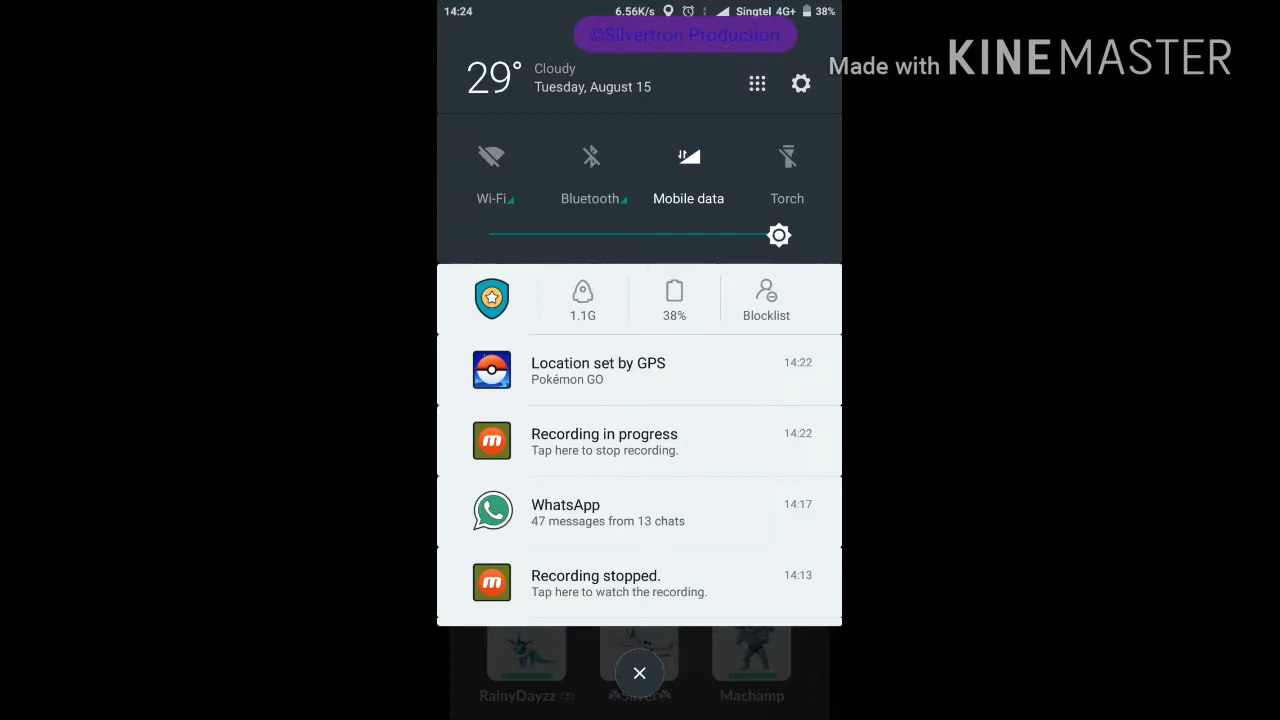 14:24
6.56K/s
Singtel 4G+
38%
©Silvertron Production
Made with KINEMASTER
29°
Cloudy
Tuesday, August 15
Wi-Fi
Bluetooth
Mobile data
Torch
1.1G
38%
Blocklist
Location set by GPS
14:22
Pokémon GO
Recording in progress
14:22
Tap here to stop recording.
WhatsApp
14:17
47 messages from 13 chats
Recording stopped.
14:13
Tap here to watch the recording.
RainyDayzz
Silver
Machamp